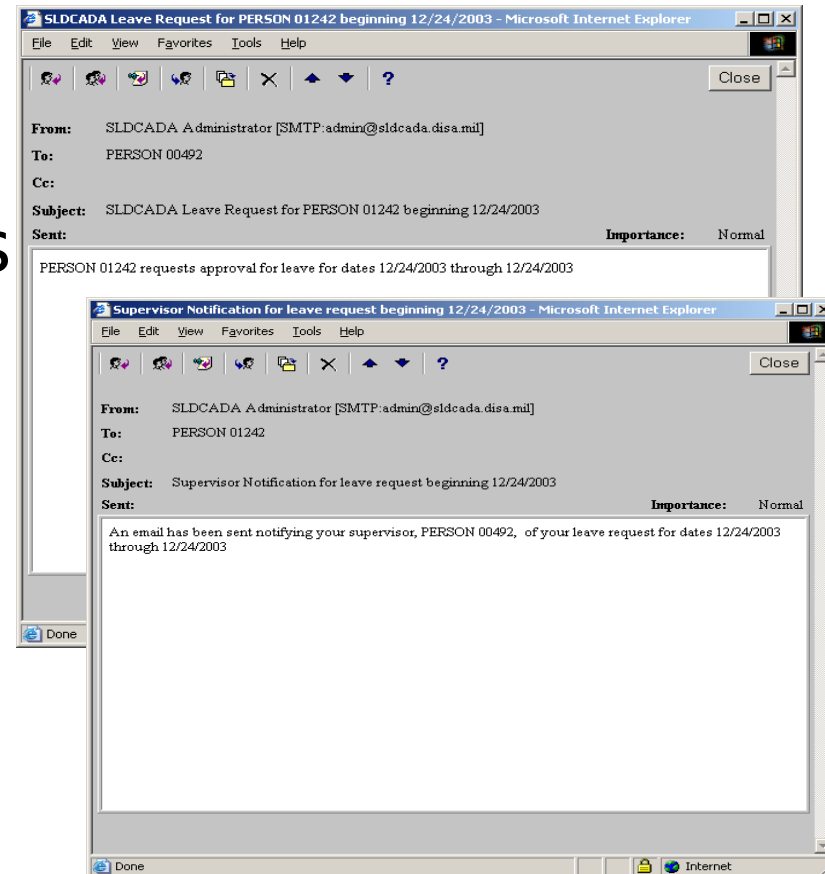 SLDCADA Leave Request for PERSON 01242 beginning 12/24/2003 - Microsoft Internet Explorer
File Edit View Favorites Tools Help
? Close
From: SLDCADA Administrator [SMTP:admin@sldcada.disa.mil]
To: PERSON 00492
Cc:
Subject: SLDCADA Leave Request for PERSON 01242 beginning 12/24/2003
Sent: Importance: Normal
S
PERSON 01242 requests approval for leave for dates 12/24/2003 through 12/24/2003
Done
Supervisor Notification for leave request beginning 12/24/2003 - Microsoft Internet Explorer
File Edit View Favorites Tools Help
? Close
From: SLDCADA Administrator [SMTP:admin@sldcada.disa.mil]
To: PERSON 01242
Cc:
Subject: Supervisor Notification for leave request beginning 12/24/2003
Sent: Importance: Normal
An email has been sent notifying your supervisor, PERSON 00492, of your leave request for dates 12/24/2003
through 12/24/2003
Done Internet